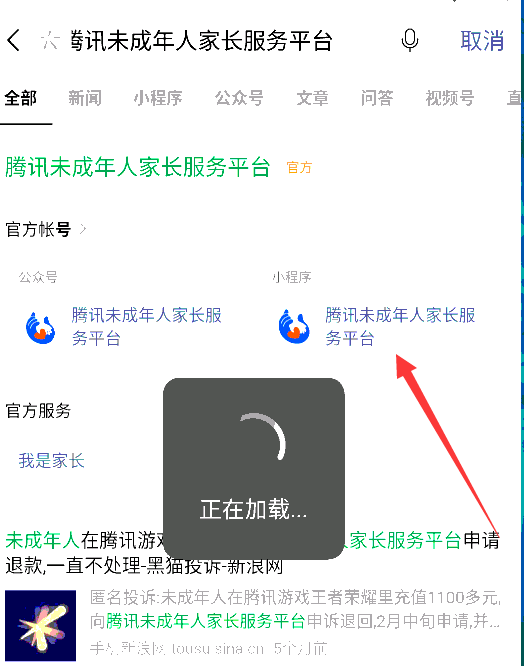 腾讯未成年人家长服务平台 取消
全部 新闻 小程序 公众号 文章 问答 视频号 直
腾讯未成年人家长服务平台 官方
官方帐号
公众号 小程序
腾讯未成年人家长服务平台
腾讯未成年人家长服务平台
官方服务
我是家长
正在加载...
未成年人在腾讯游戏 家长服务平台申请
退款,一直不处理-黑猫投诉-新浪网
匿名投诉:未成年人在腾讯游戏王者荣耀里充值1100多元,
向腾讯未成年人家长服务平台申诉退回,2月中旬申请,并...
手机新浪网 tousu.sina.cn 5个月前